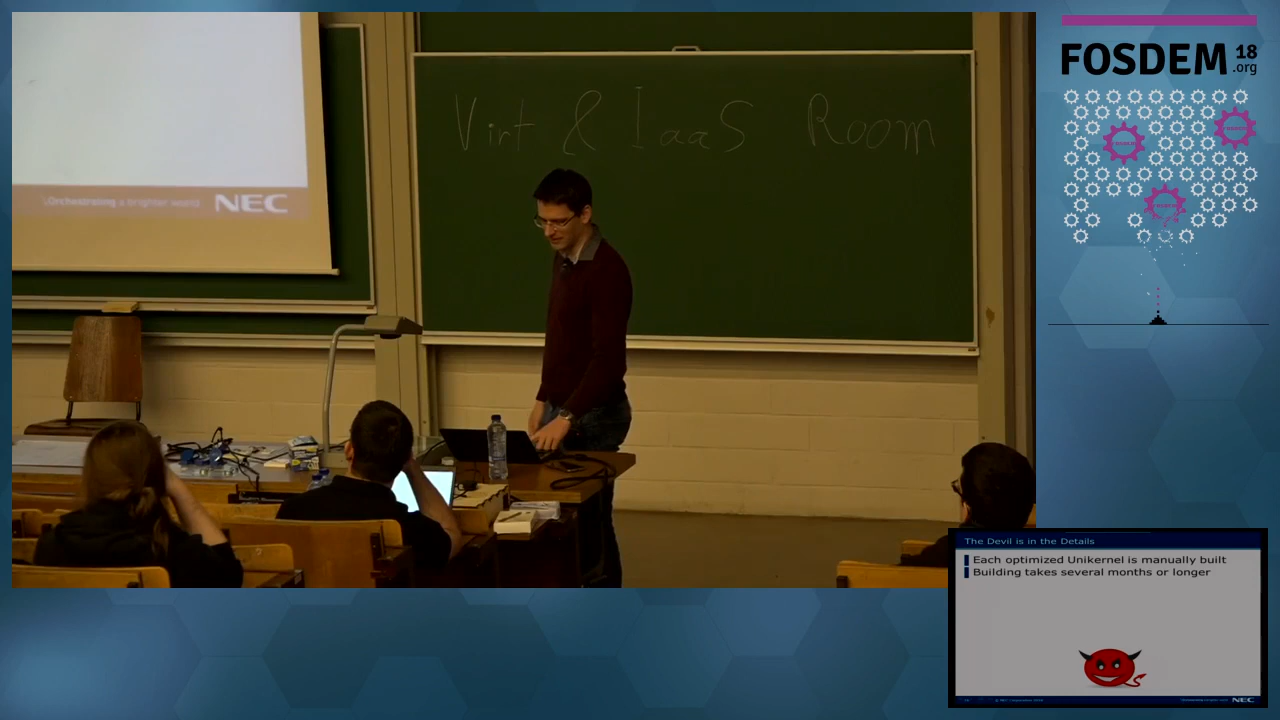 Virt & IaaS Room
Orchestrating a brighter world NEC
FOSDEM 18
.org
The Devil is in the Details
Each optimized Unikernel is manually built
Building takes several months or longer
NEC